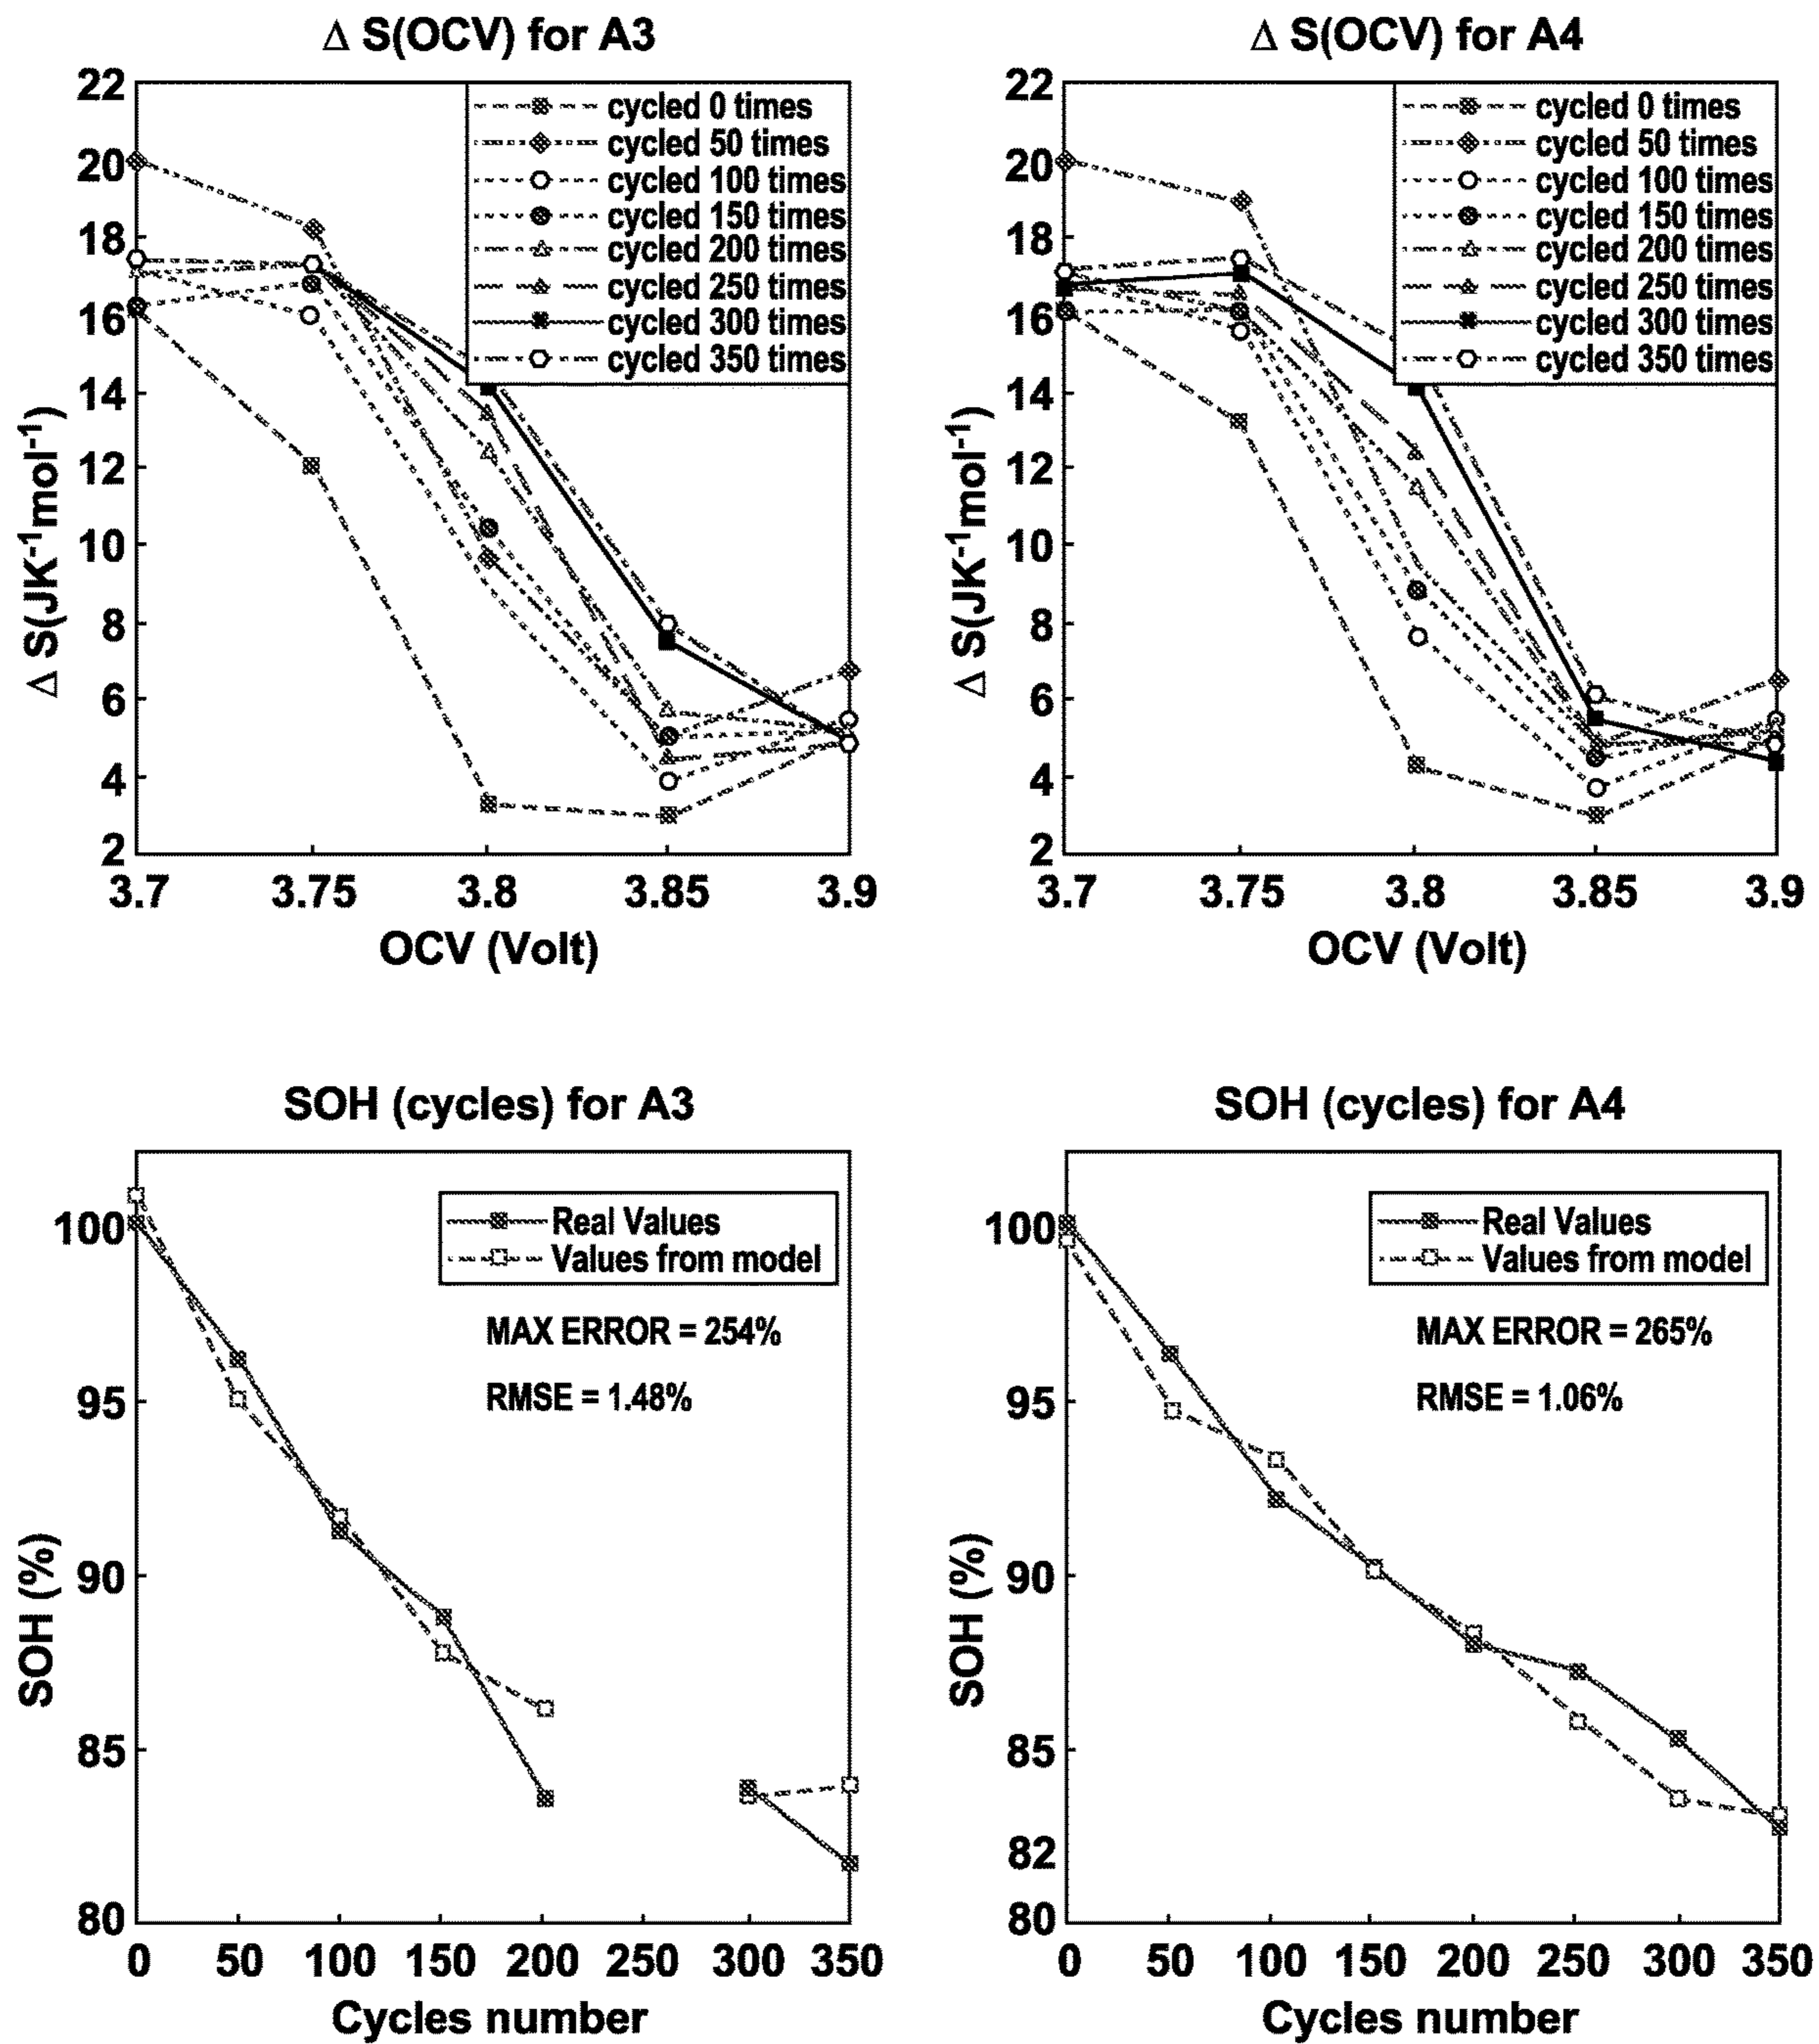 Δ S(OCV) for A3
Δ S(JK⁻¹mol⁻¹)
22
20
18
16
14
12
10
8
6
4
2
cycled 0 times
cycled 50 times
cycled 100 times
cycled 150 times
cycled 200 times
cycled 250 times
cycled 300 times
cycled 350 times
3.7 3.75 3.8 3.85 3.9
OCV (Volt)
Δ S(OCV) for A4
Δ S(JK⁻¹mol⁻¹)
22
20
18
16
14
12
10
8
6
4
2
cycled 0 times
cycled 50 times
cycled 100 times
cycled 150 times
cycled 200 times
cycled 250 times
cycled 300 times
cycled 350 times
3.7 3.75 3.8 3.85 3.9
OCV (Volt)
SOH (cycles) for A3
SOH (%)
100
95
90
85
80
Real Values
Values from model
MAX ERROR = 254%
RMSE = 1.48%
0 50 100 150 200 250 300 350
Cycles number
SOH (cycles) for A4
SOH (%)
100
95
90
85
82
80
Real Values
Values from model
MAX ERROR = 265%
RMSE = 1.06%
0 50 100 150 200 250 300 350
Cycles number